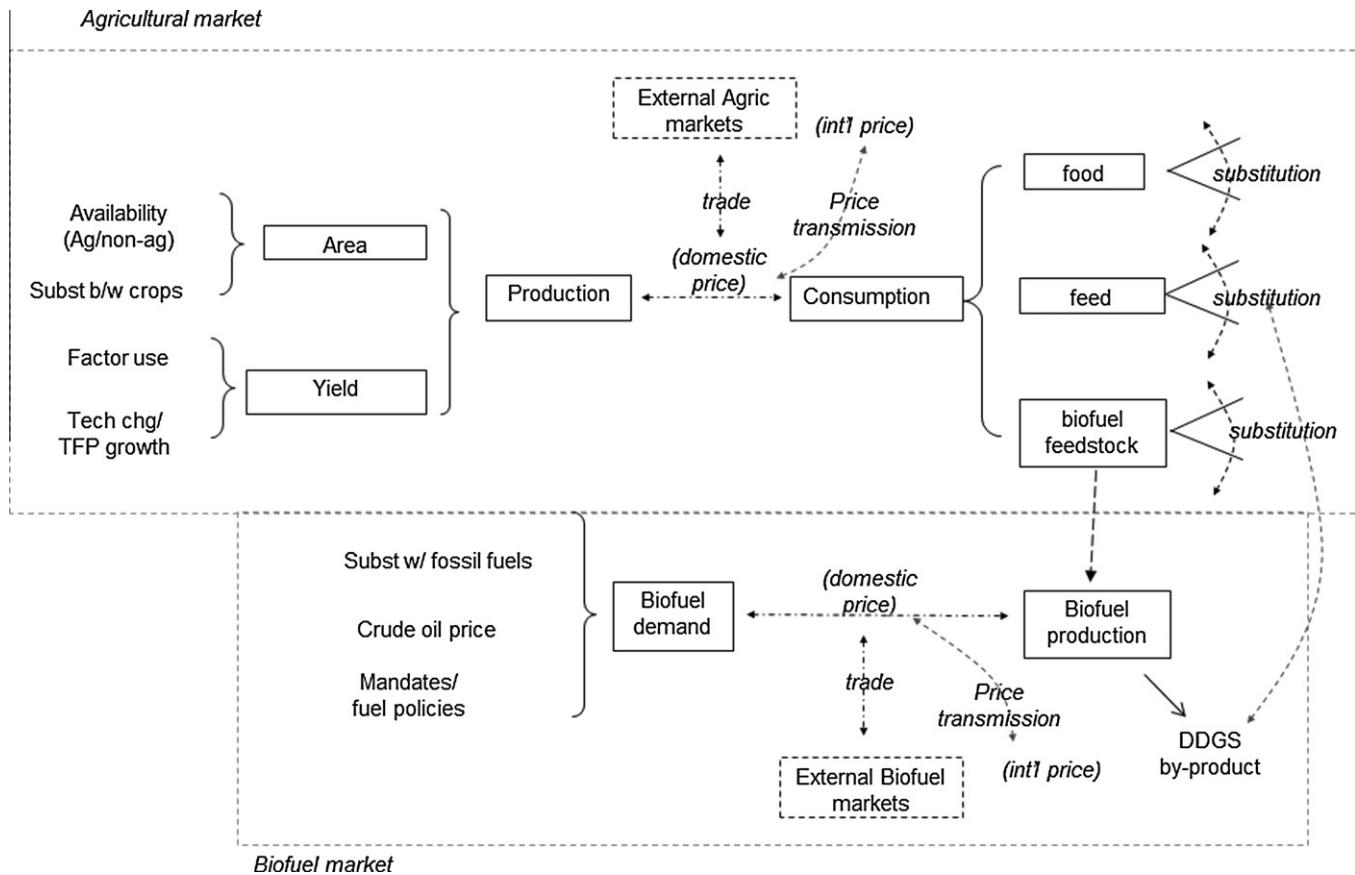 Agricultural market
External Agric
markets
(int'l price)
trade
Price
transmission
(domestic
price)
Availability
(Ag/non-ag)
Subst b/w crops
Area
Factor use
Tech chg/
TFP growth
Yield
Production
Consumption
food
substitution
feed
substitution
biofuel
feedstock
substitution
Subst w/ fossil fuels
Crude oil price
Mandates/
fuel policies
Biofuel
demand
(domestic
price)
trade
Price
transmission
External Biofuel
markets
(int'l price)
Biofuel
production
DDGS
by-product
Biofuel market